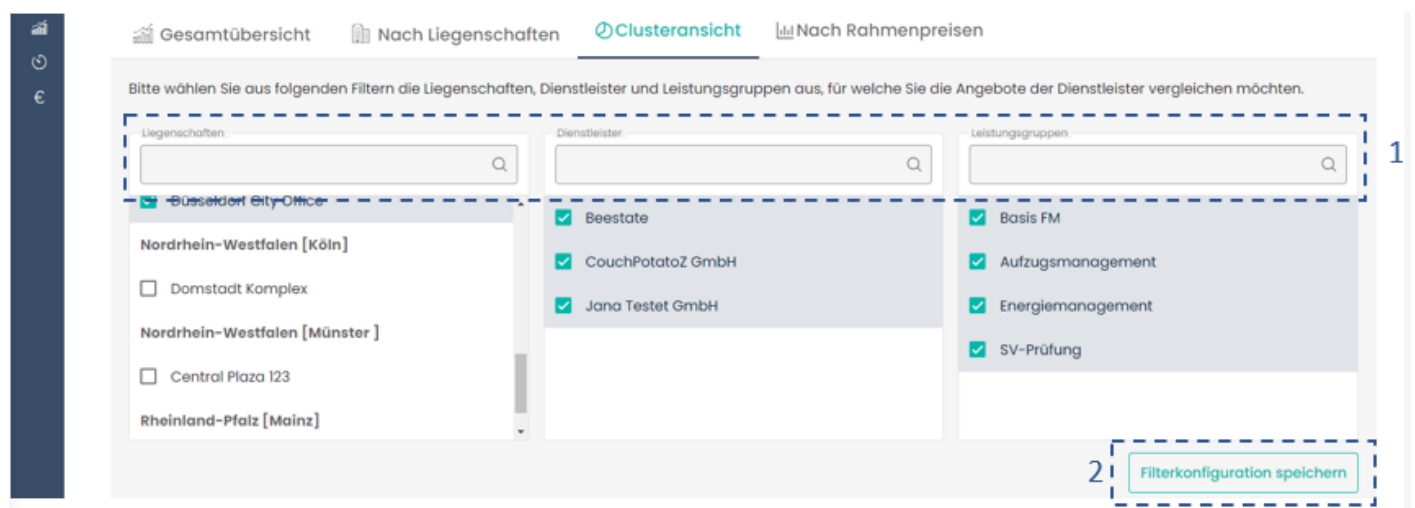 Gesamtübersicht Nach Liegenschaften Clusteransicht Nach Rahmenpreisen
€
Bitte wählen Sie aus folgenden Filtern die Liegenschaften, Dienstleister und Leistungsgruppen aus, für welche Sie die Angebote der Dienstleister vergleichen möchten.
Liegenschaften Dienstleister Leistungsgruppen
1
Düsseldorf City Office
Nordrhein-Westfalen [Köln]
Domstadt Komplex
Nordrhein-Westfalen [Münster ]
Central Plaza 123
Rheinland-Pfalz [Mainz]
Beestate
CouchPotatoZ GmbH
Jana Testet GmbH
Basis FM
Aufzugsmanagement
Energiemanagement
SV-Prüfung
2
Filterkonfiguration speichern